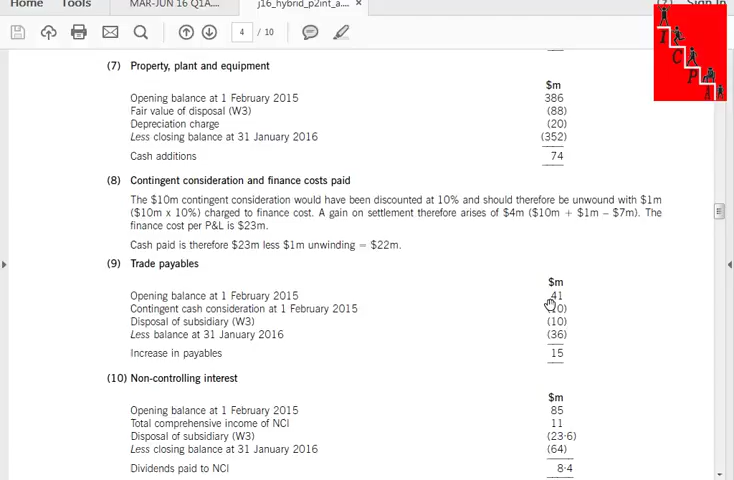 Home Tools MAR-JUN 16 Q1A.... j16_hybrid_p2int_a.... × Sign In
4 / 10
I C P A
(7) Property, plant and equipment
$m
Opening balance at 1 February 2015 386
Fair value of disposal (W3) (88)
Depreciation charge (20)
Less closing balance at 31 January 2016 (352)
Cash additions 74
(8) Contingent consideration and finance costs paid
The $10m contingent consideration would have been discounted at 10% and should therefore be unwound with $1m
($10m x 10%) charged to finance cost. A gain on settlement therefore arises of $4m ($10m + $1m – $7m). The
finance cost per P&L is $23m.
Cash paid is therefore $23m less $1m unwinding = $22m.
(9) Trade payables
$m
Opening balance at 1 February 2015 41
Contingent cash consideration at 1 February 2015 (10)
Disposal of subsidiary (W3) (10)
Less balance at 31 January 2016 (36)
Increase in payables 15
(10) Non-controlling interest
$m
Opening balance at 1 February 2015 85
Total comprehensive income of NCI 11
Disposal of subsidiary (W3) (23·6)
Less closing balance at 31 January 2016 (64)
Dividends paid to NCI 8·4